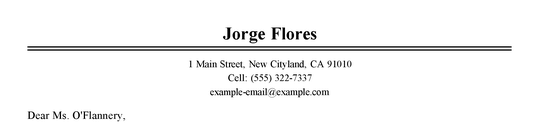 Jorge Flores
1 Main Street, New Cityland, CA 91010
Cell: (555) 322-7337
example-email@example.com
Dear Ms. O'Flannery,